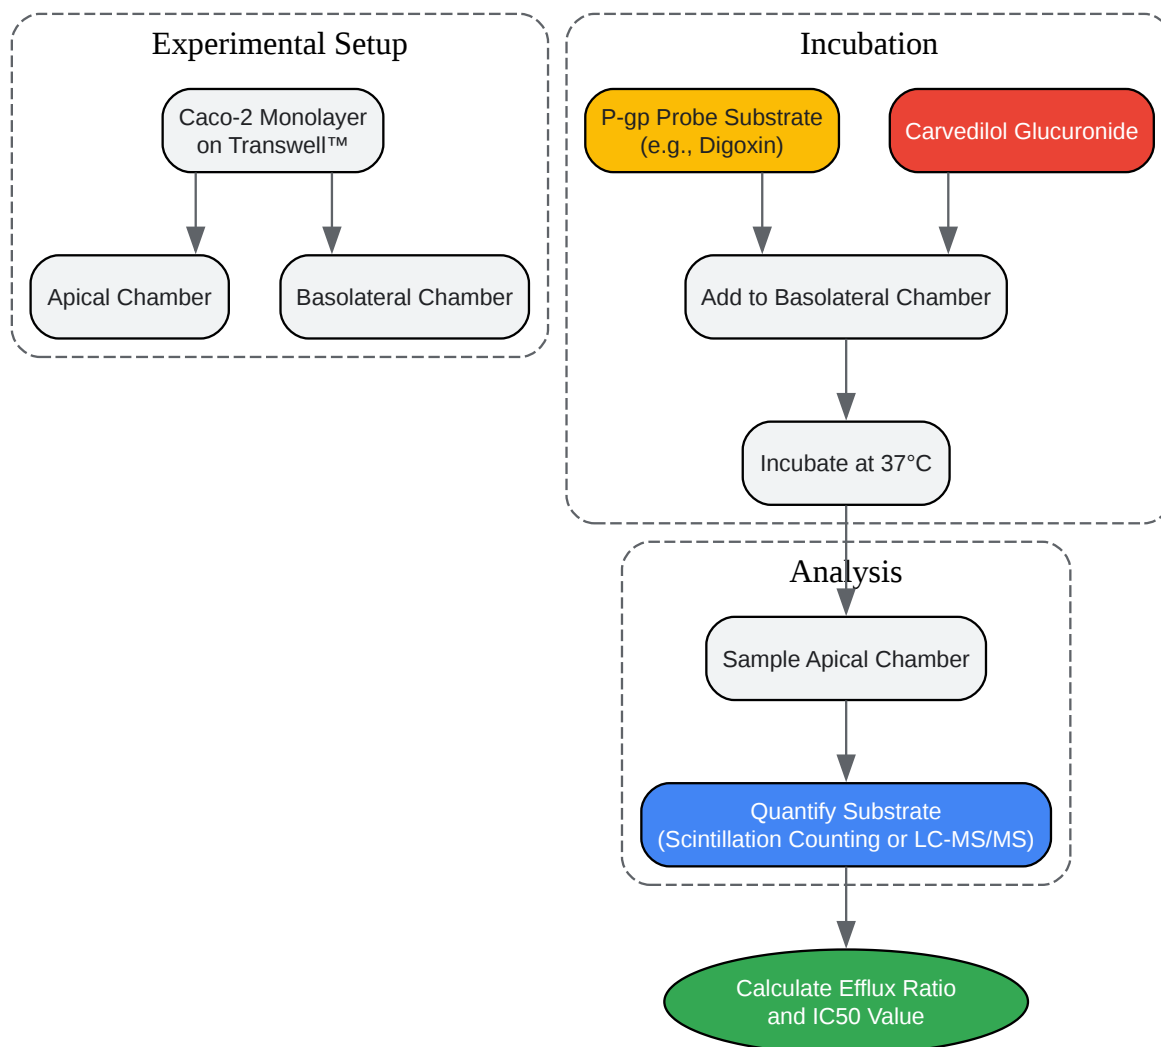 Experimental Setup
Caco-2 Monolayer
on Transwell™
Apical Chamber
Basolateral Chamber
Incubation
P-gp Probe Substrate
(e.g., Digoxin)
Carvedilol Glucuronide
Add to Basolateral Chamber
Incubate at 37°C
Analysis
Sample Apical Chamber
Quantify Substrate
(Scintillation Counting or LC-MS/MS)
Calculate Efflux Ratio
and IC50 Value